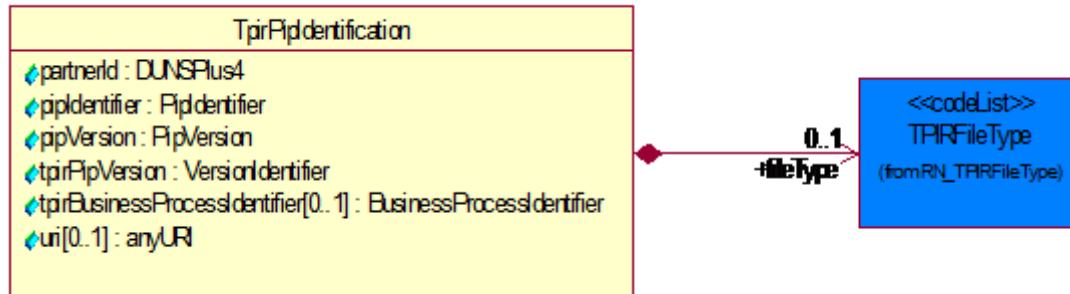 TpirPipIdentification
partnerId : DUNSPlus4
pipIdentifier : PipIdentifier
pipVersion : PipVersion
tpirPipVersion : VersionIdentifier
tpirBusinessProcessIdentifier[0..1] : BusinessProcessIdentifier
uri[0..1] : anyURI
0..1
+fileType
<<codeList>>
TPIRFileType
(from RN_TPIRFileType)